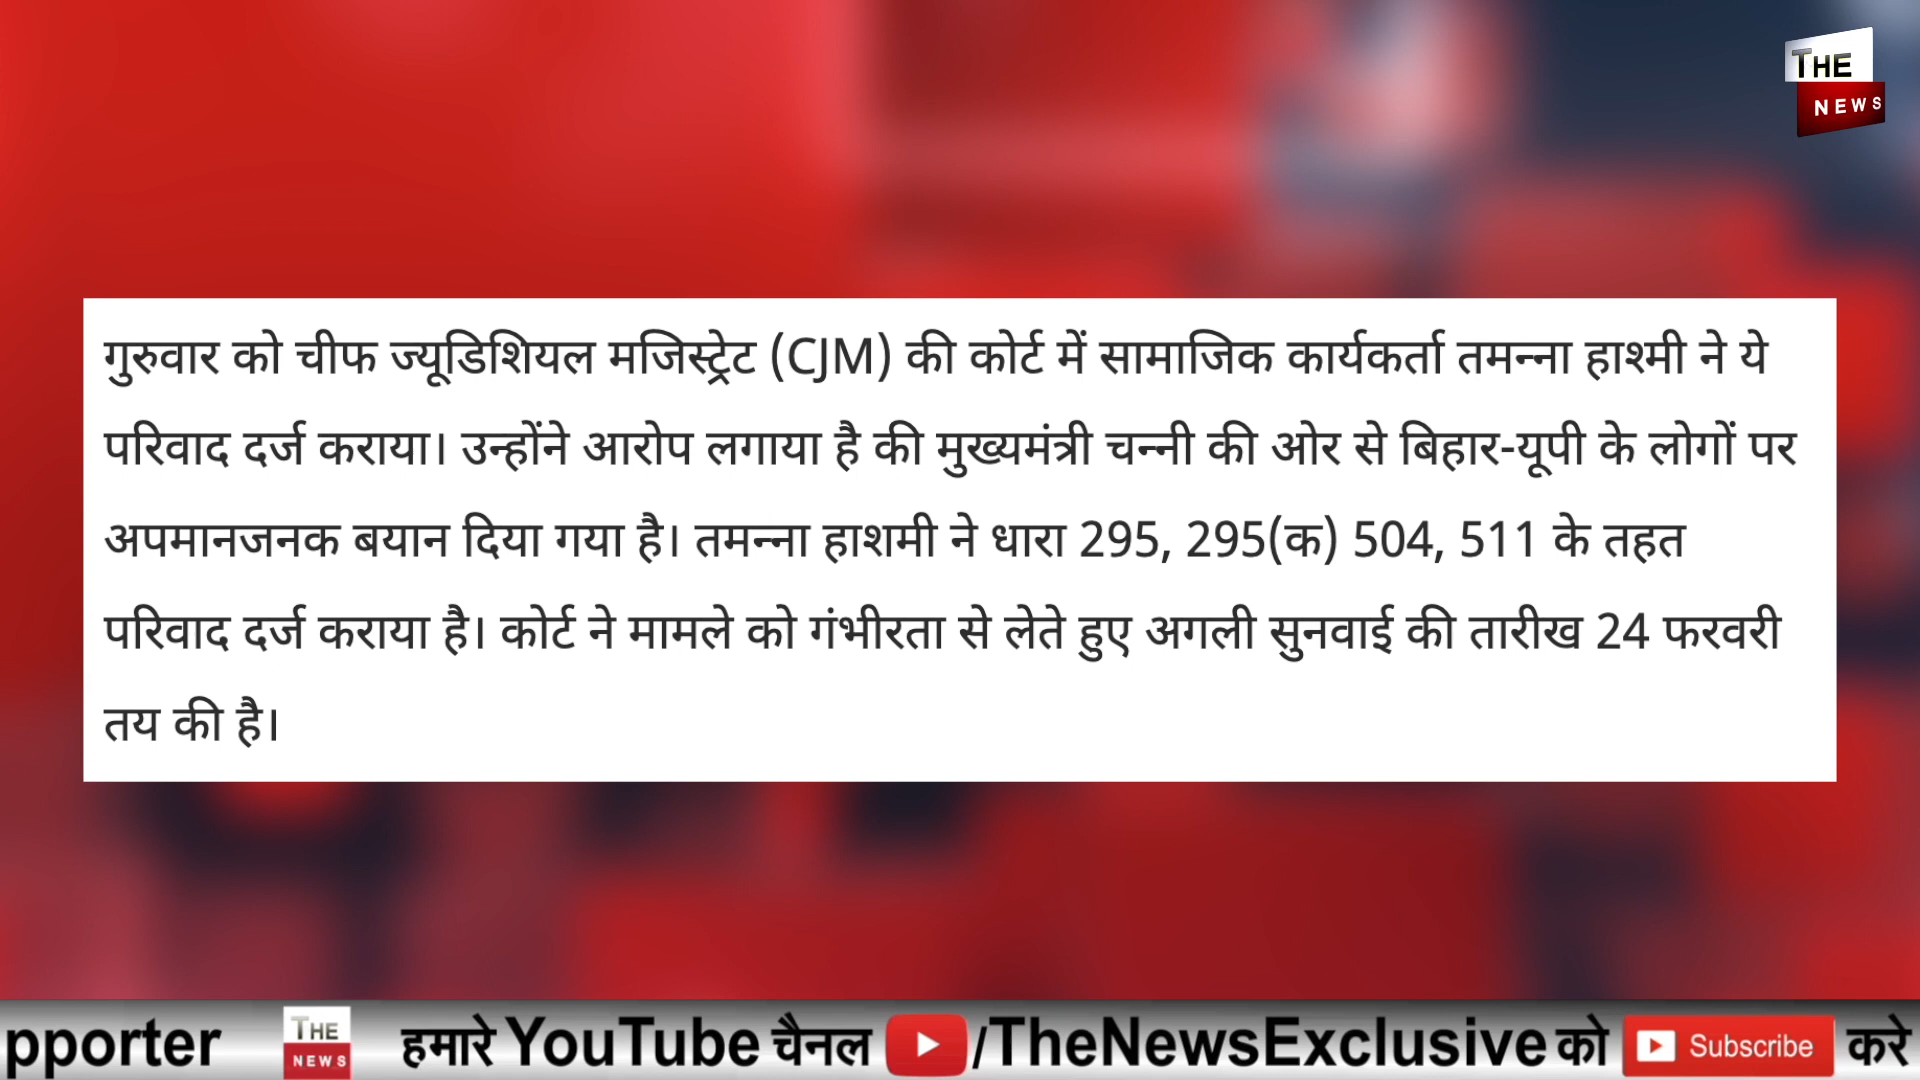 THE
NEWS
गुरुवार को चीफ ज्यूडिशियल मजिस्ट्रेट (CJM) की कोर्ट में सामाजिक कार्यकर्ता तमन्ना हाश्मी ने ये
परिवाद दर्ज कराया। उन्होंने आरोप लगाया है की मुख्यमंत्री चन्नी की ओर से बिहार-यूपी के लोगों पर
अपमानजनक बयान दिया गया है। तमन्ना हाशमी ने धारा 295, 295(क) 504, 511 के तहत
परिवाद दर्ज कराया है। कोर्ट ने मामले को गंभीरता से लेते हुए अगली सुनवाई की तारीख 24 फरवरी
तय की है।
pporter THE NEWS हमारे YouTube चैनल /TheNewsExclusive को Subscribe करे